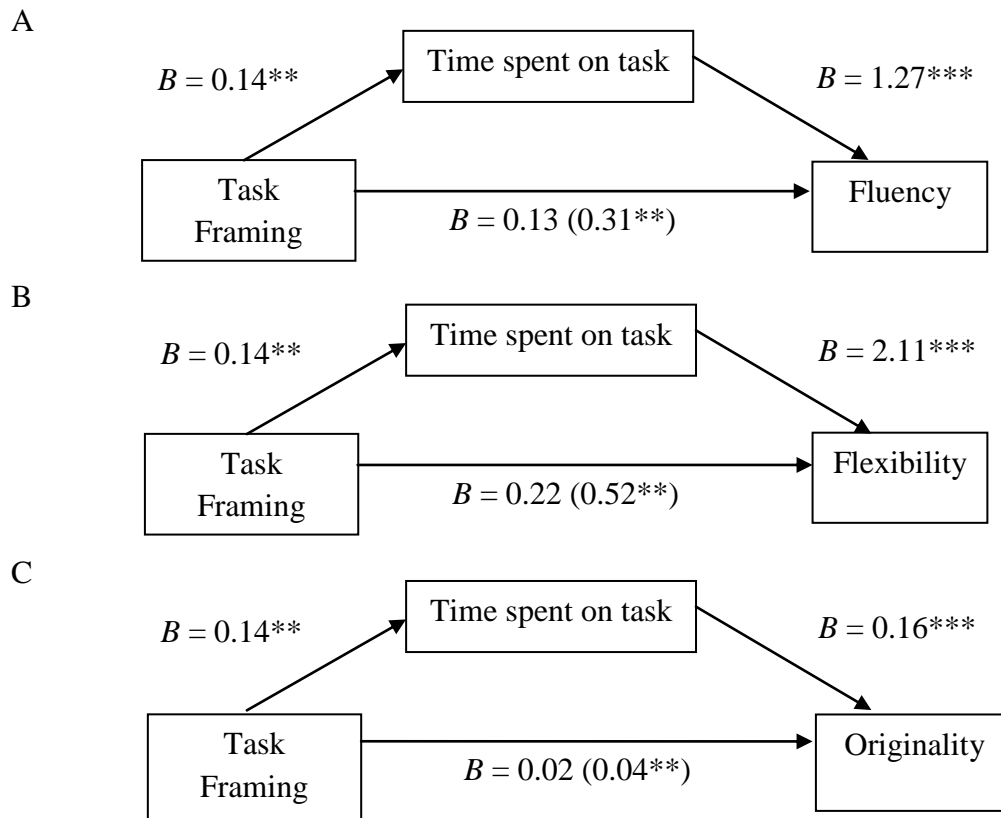 A
Time spent on task
B = 0.14**
B = 1.27***
Task
Framing
Fluency
B = 0.13 (0.31**)
B
Time spent on task
B = 0.14**
B = 2.11***
Task
Framing
Flexibility
B = 0.22 (0.52**)
C
Time spent on task
B = 0.14**
B = 0.16***
Task
Framing
Originality
B = 0.02 (0.04**)